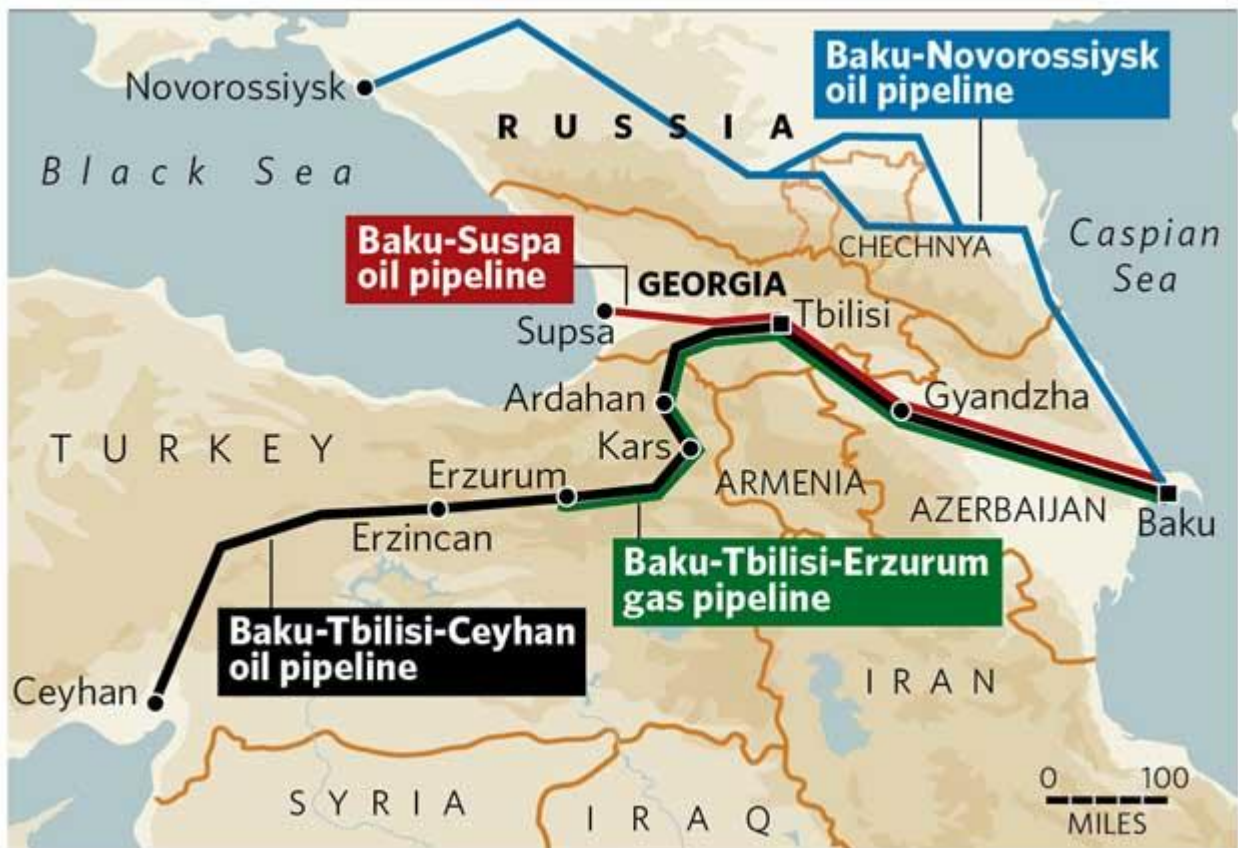 Baku-Novorossiysk
oil pipeline
Novorossiysk
RUSSIA
Black Sea
Baku-Suspa
oil pipeline
CHECHNYA
Caspian
Sea
GEORGIA
Tbilisi
Supsa
Ardahan
Gyandzha
TURKEY
Kars
Erzurum
ARMENIA
AZERBAIJAN
Baku
Erzincan
Baku-Tbilisi-Erzurum
gas pipeline
Baku-Tbilisi-Ceyhan
oil pipeline
Ceyhan
IRAN
SYRIA
IRAQ
0 100
MILES